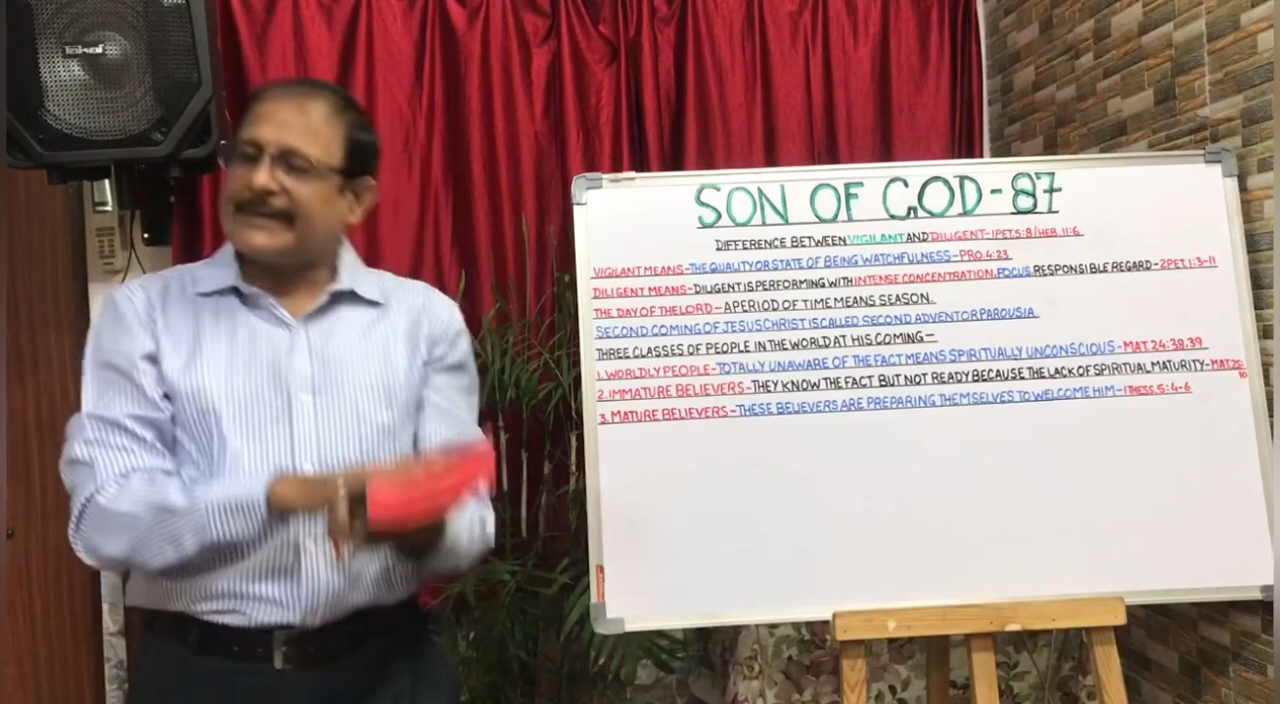 Takai
SON OF GOD-87
DIFFERENCE BETWEEN VIGILANT AND DILIGENT-1PET.5:8/HEB.11:6
VIGILANT MEANS-THE QUALITY OR STATE OF BEING WATCHFULNESS-PRO.4:23
DILIGENT MEANS-DILIGENT IS PERFORMING WITH INTENSE CONCENTRATION, FOCUS, RESPONSIBLE REGARD-2PET.1:3-11
THE DAY OF THE LORD-A PERIOD OF TIME MEANS SEASON.
SECOND COMING OF JESUS CHRIST IS CALLED SECOND ADVENT OR PAROUSIA.
THREE CLASSES OF PEOPLE IN THE WORLD AT HIS COMING-
1.WORLDLY PEOPLE-TOTALLY UNAWARE OF THE FACT MEANS SPIRITUALLY UNCONSCIOUS-MAT.24:38,39
2.IMMATURE BELIEVERS-THEY KNOW THE FACT BUT NOT READY BECAUSE THE LACK OF SPIRITUAL MATURITY-MAT.25:10
3.MATURE BELIEVERS-THESE BELIEVERS ARE PREPARING THEMSELVES TO WELCOME HIM-1THESS.5:4-6